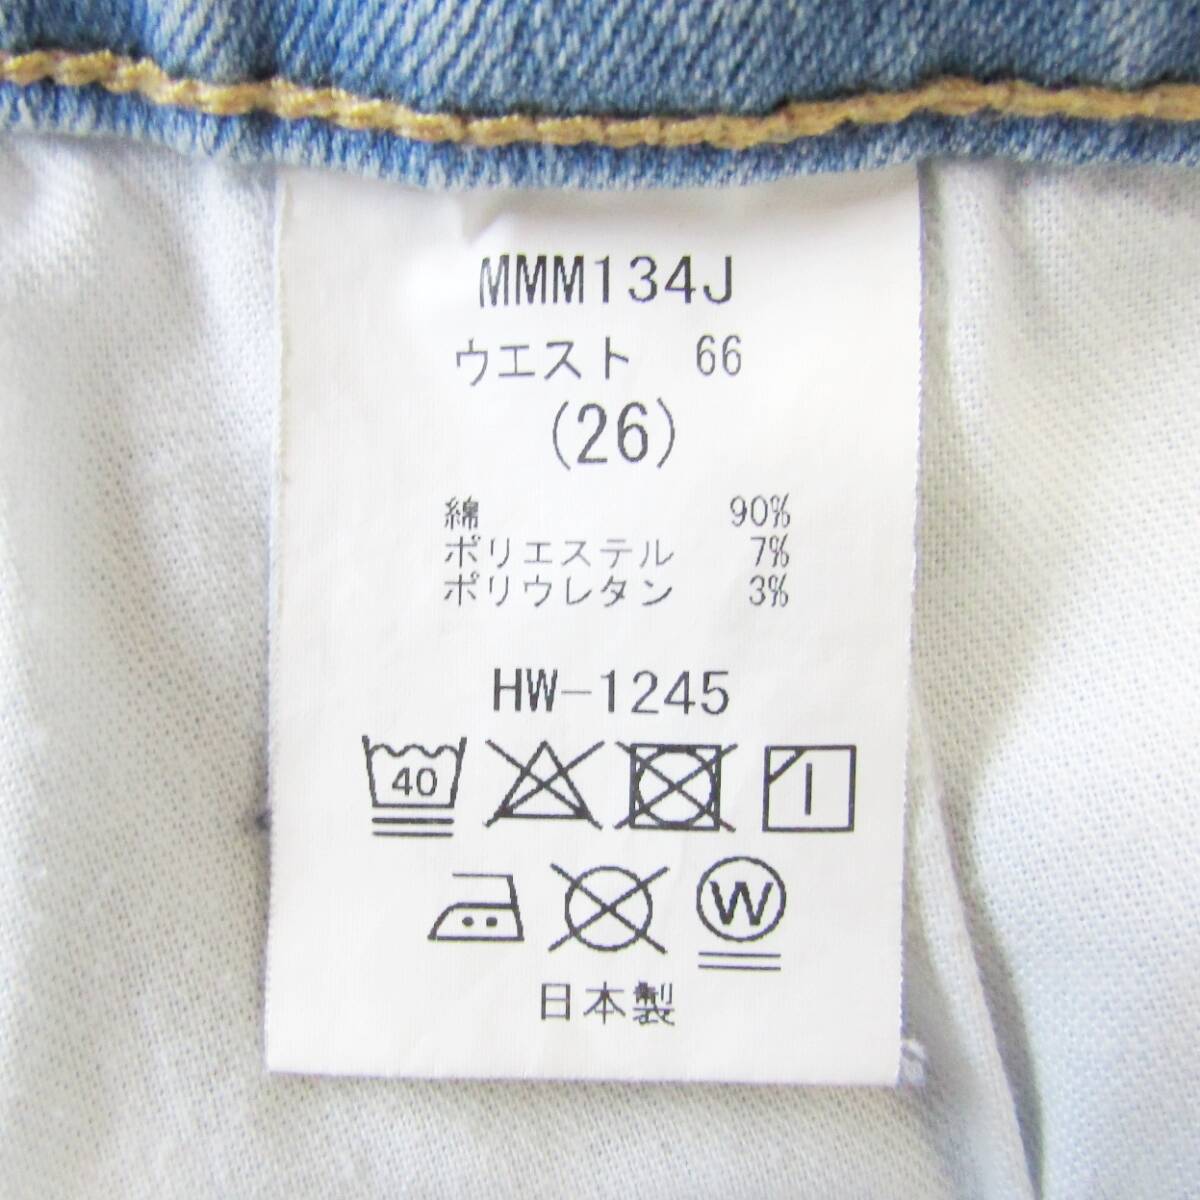 MMM134J
ウエスト 66
(26)
綿 90%
ポリエステル 7%
ポリウレタン 3%
HW-1245
40
W
日本製